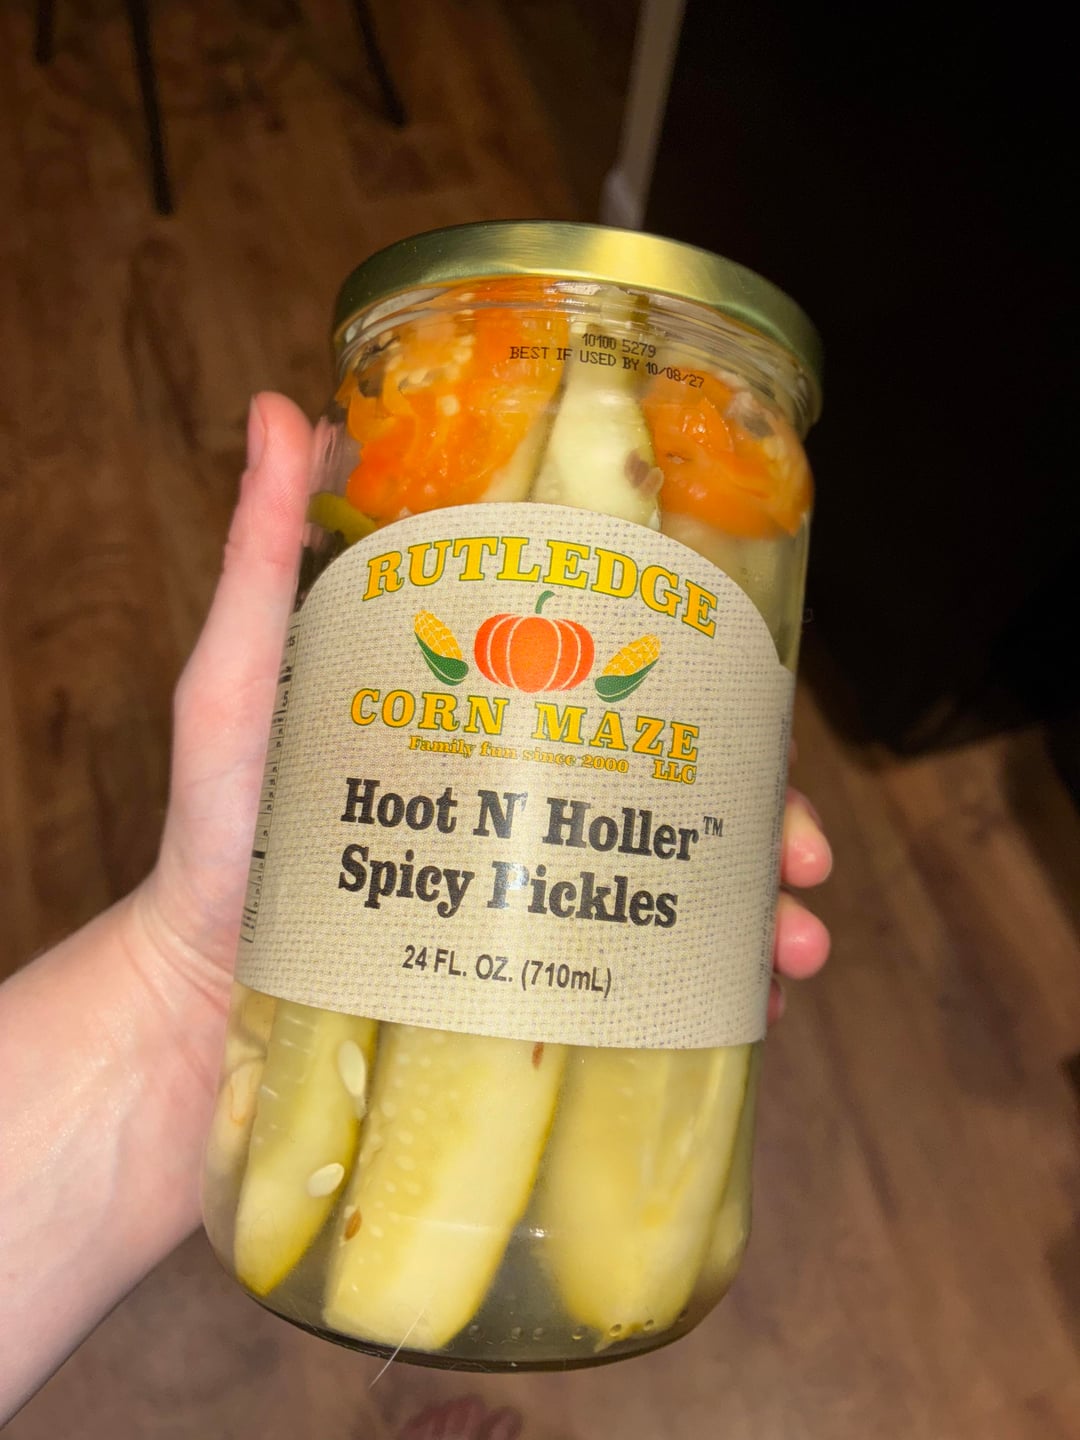 10100 5279
BEST IF USED BY 10/08/27
RUTLEDGE
CORN MAZE
Family fun since 2000 LLC
Hoot N' Holler™
Spicy Pickles
24 FL. OZ. (710mL)